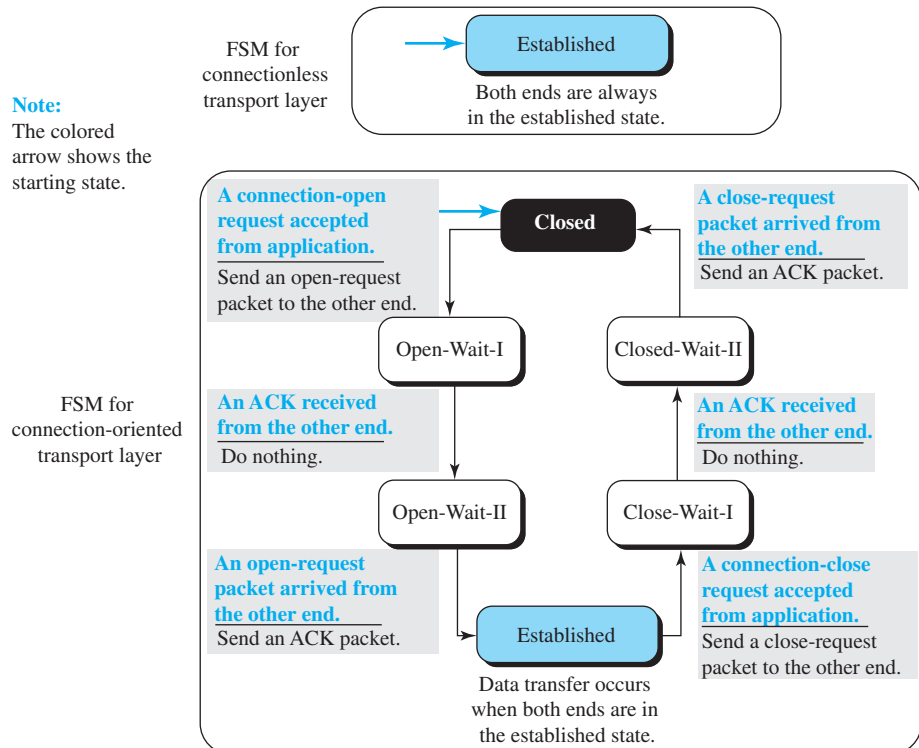 FSM for
connectionless
transport layer
Established
Both ends are always
in the established state.
Note:
The colored
arrow shows the
starting state.
A connection-open
request accepted
from application.
Send an open-request
packet to the other end.
Closed
A close-request
packet arrived from
the other end.
Send an ACK packet.
Open-Wait-I
Closed-Wait-II
FSM for
connection-oriented
transport layer
An ACK received
from the other end.
Do nothing.
An ACK received
from the other end.
Do nothing.
Open-Wait-II
Close-Wait-I
An open-request
packet arrived from
the other end.
Send an ACK packet.
Established
A connection-close
request accepted
from application.
Send a close-request
packet to the other end.
Data transfer occurs
when both ends are in
the established state.